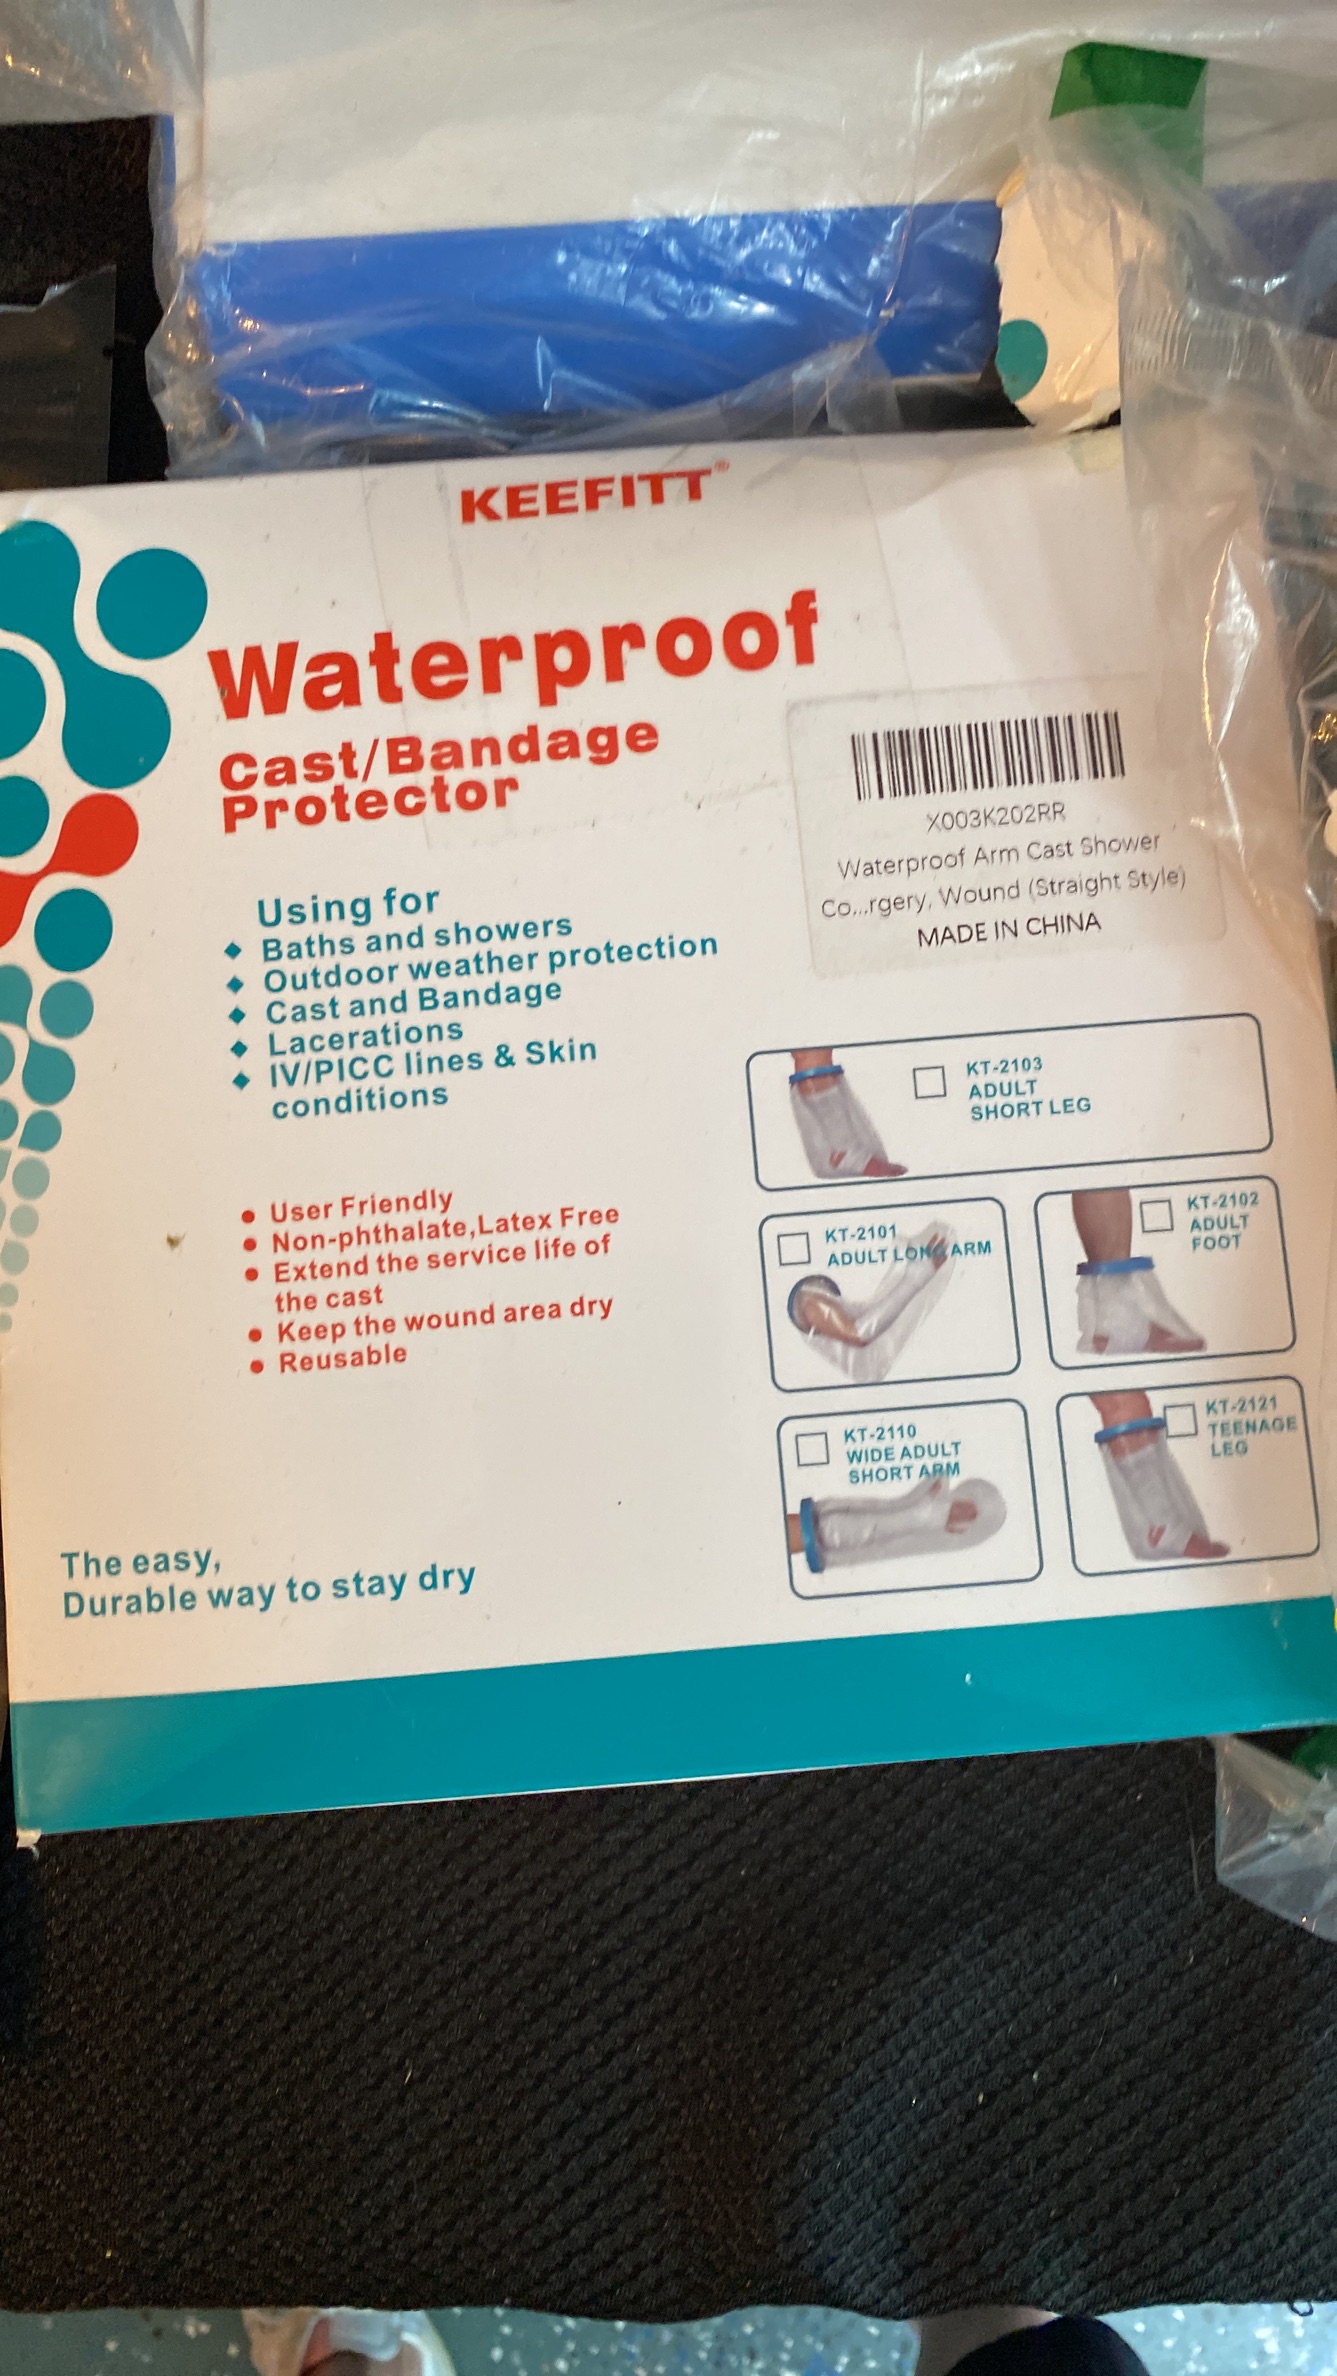 KEEFITT®
Waterproof
Cast/Bandage
Protector
X003K202RR
Waterproof Arm Cast Shower
Co...rgery, Wound (Straight Style)
MADE IN CHINA
Using for
◆ Baths and showers
◆ Outdoor weather protection
◆ Cast and Bandage
◆ Lacerations
◆ IV/PICC lines & Skin
conditions
● User Friendly
● Non-phthalate,Latex Free
● Extend the service life of
the cast
● Keep the wound area dry
● Reusable
KT-2103
ADULT
SHORT LEG
KT-2101
ADULT LONG ARM
KT-2102
ADULT
FOOT
KT-2110
WIDE ADULT
SHORT ARM
KT-2121
TEENAGE
LEG
The easy,
Durable way to stay dry